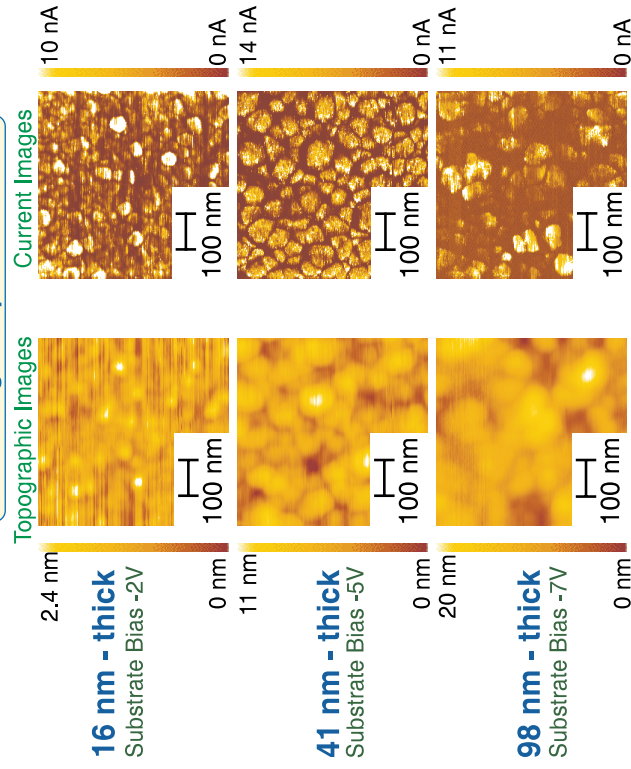 Topographic Images
Current Images
16 nm - thick
Substrate Bias -2V
2.4 nm
0 nm
100 nm
100 nm
10 nA
0 nA
41 nm - thick
Substrate Bias -5V
11 nm
0 nm
100 nm
100 nm
14 nA
0 nA
98 nm - thick
Substrate Bias -7V
20 nm
0 nm
100 nm
100 nm
11 nA
0 nA